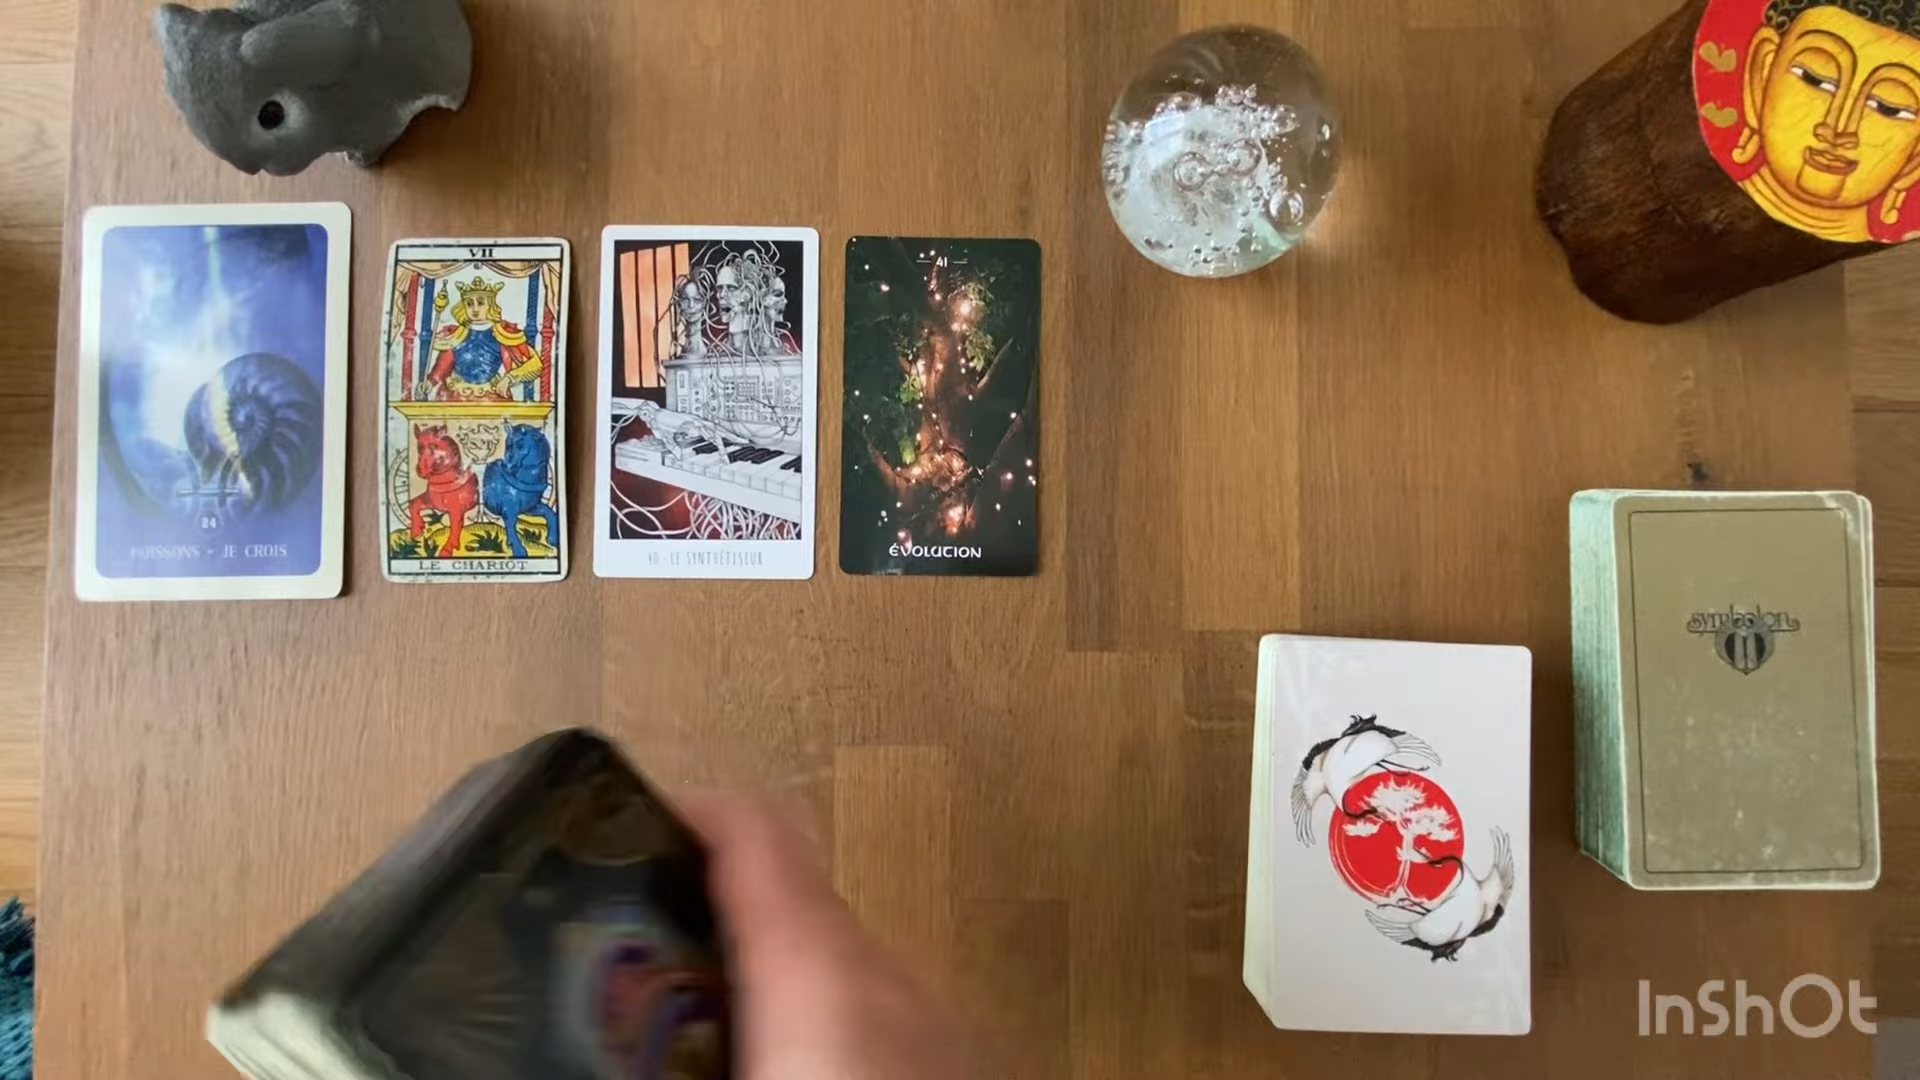 24
POISSONS - JE CROIS
VII
LE CHARIOT
40 - LE SYNTHÉTISEUR
41
ÉVOLUTION
symbolon
InShOt